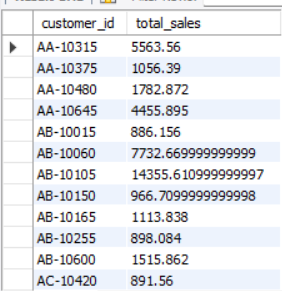 customer_id total_sales
AA-10315 5563.56
AA-10375 1056.39
AA-10480 1782.872
AA-10645 4455.895
AB-10015 886.156
AB-10060 7732.669999999999
AB-10105 14355.610999999997
AB-10150 966.7099999999998
AB-10165 1113.838
AB-10255 898.084
AB-10600 1515.862
AC-10420 891.56